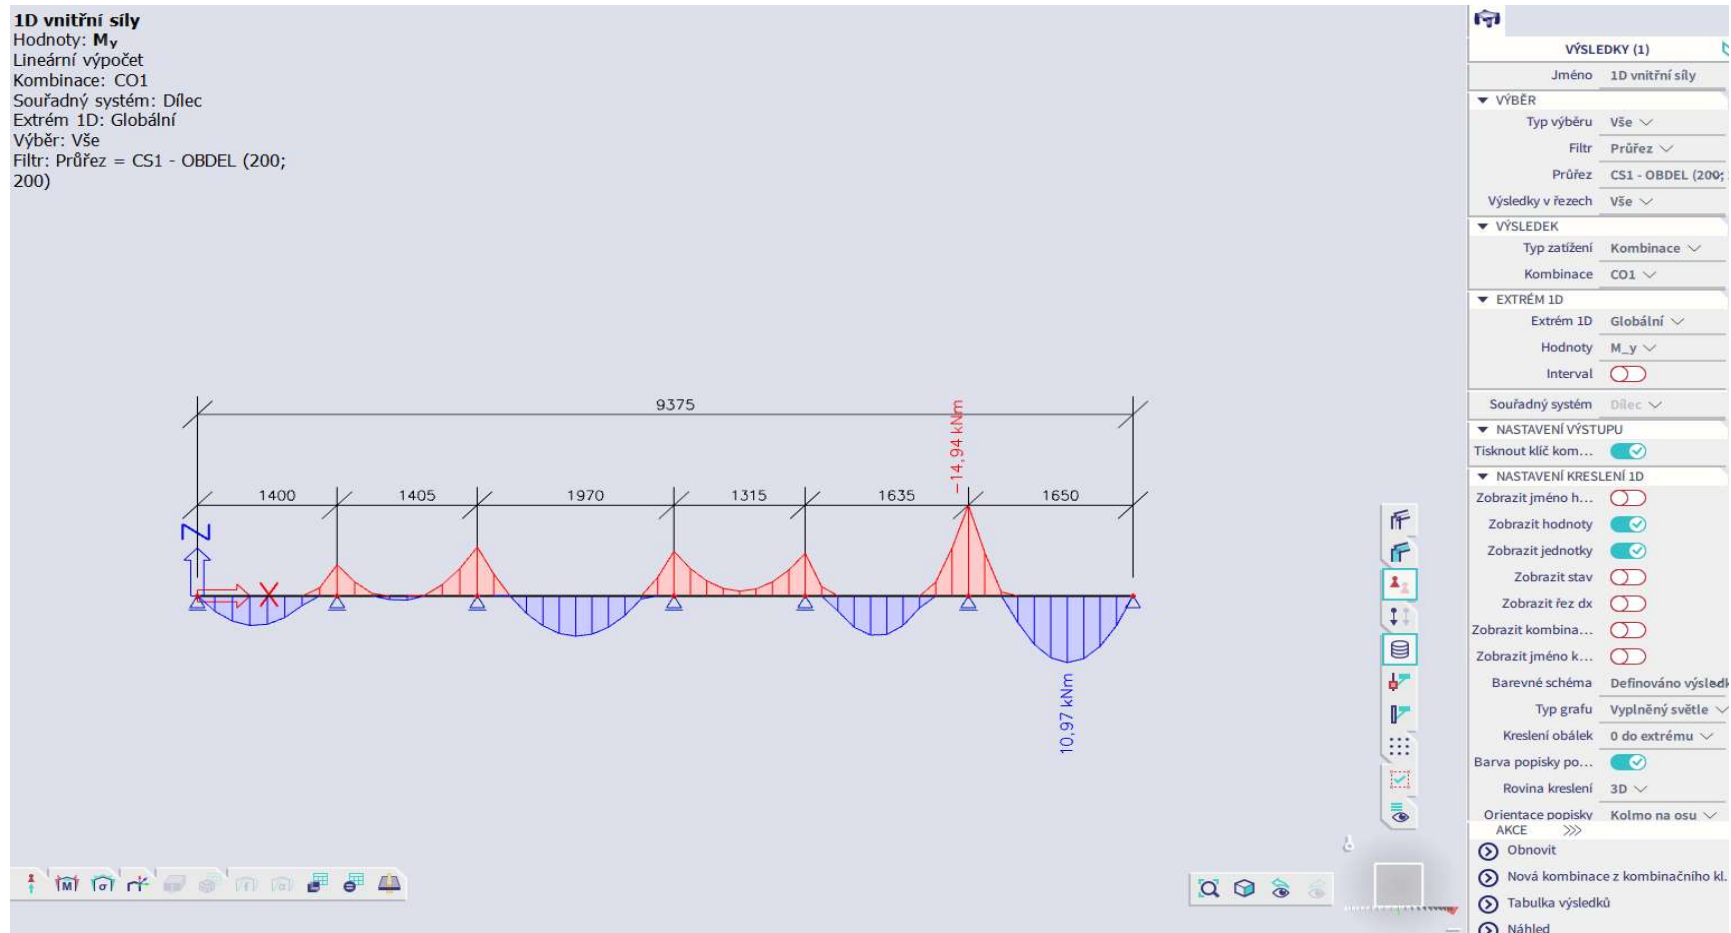 1D vnitřní síly
Hodnoty: My
Lineární výpočet
Kombinace: CO1
Souřadný systém: Dílec
Extrém 1D: Globální
Výběr: Vše
Filtr: Průřez = CS1 - OBDEL (200;
200)
9375
1400 1405 1970 1315 1635 1650
-14,94 kNm
Z
X
10,97 kNm
VÝSLEDKY (1)
Jméno 1D vnitřní síly
VÝBĚR
Typ výběru Vše
Filtr Průřez
Průřez CS1 - OBDEL (200;
Výsledky v řezech Vše
VÝSLEDEK
Typ zatížení Kombinace
Kombinace CO1
EXTRÉM 1D
Extrém 1D Globální
Hodnoty M_y
Interval
Souřadný systém Dílec
NASTAVENÍ VÝSTUPU
Tisknout klíč kom...
NASTAVENÍ KRESLENÍ 1D
Zobrazit jméno h...
Zobrazit hodnoty
Zobrazit jednotky
Zobrazit stav
Zobrazit řez dx
Zobrazit kombina...
Zobrazit jméno k...
Barevné schéma Definováno výsledk
Typ grafu Vyplněný světle
Kreslení obálek 0 do extrému
Barva popisky po...
Rovina kreslení 3D
Orientace popisky Kolmo na osu
AKCE >>>
Obnovit
Nová kombinace z kombinačního kl.
Tabulka výsledků
Náhled